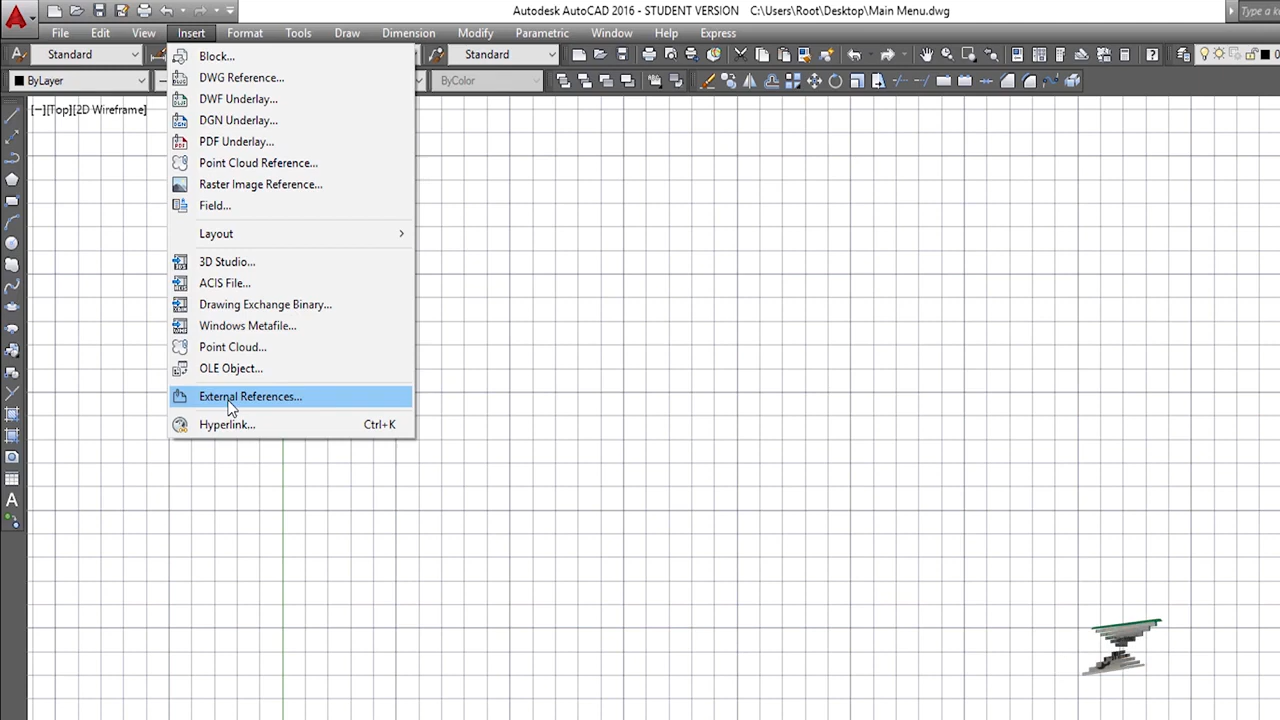 Autodesk AutoCAD 2016 - STUDENT VERSION C:\Users\Root\Desktop\Main Menu.dwg
Type a k
File Edit View Insert Format Tools Draw Dimension Modify Parametric Window Help Express
Standard
Standard
ByLayer
ByColor
0
[−][Top][2D Wireframe]
Block...
DWG Reference...
DWF Underlay...
DGN Underlay...
PDF Underlay...
Point Cloud Reference...
Raster Image Reference...
Field...
Layout
3D Studio...
ACIS File...
Drawing Exchange Binary...
Windows Metafile...
Point Cloud...
OLE Object...
External References...
Hyperlink... Ctrl+K